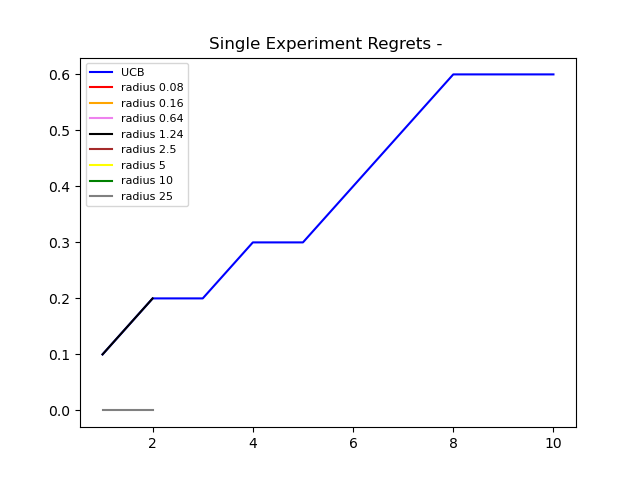 Single Experiment Regrets -
UCB
radius 0.08
radius 0.16
radius 0.64
radius 1.24
radius 2.5
radius 5
radius 10
radius 25
0.6
0.5
0.4
0.3
0.2
0.1
0.0
2 4 6 8 10